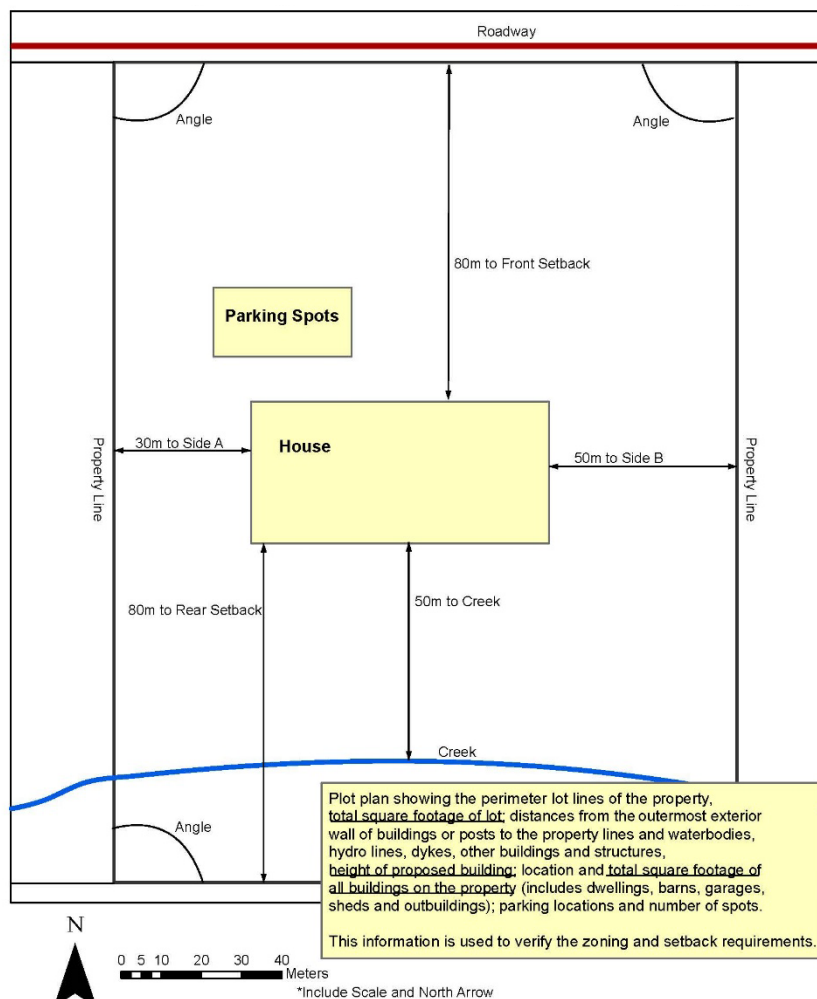 Roadway
Angle
Angle
80m to Front Setback
Parking Spots
30m to Side A
House
50m to Side B
Property Line
Property Line
80m to Rear Setback
50m to Creek
Creek
Angle
Plot plan showing the perimeter lot lines of the property,
total square footage of lot; distances from the outermost exterior
wall of buildings or posts to the property lines and waterbodies,
hydro lines, dykes, other buildings and structures,
height of proposed building; location and total square footage of
all buildings on the property (includes dwellings, barns, garages,
sheds and outbuildings); parking locations and number of spots.
This information is used to verify the zoning and setback requirements.
N
0 5 10 20 30 40
Meters
*Include Scale and North Arrow